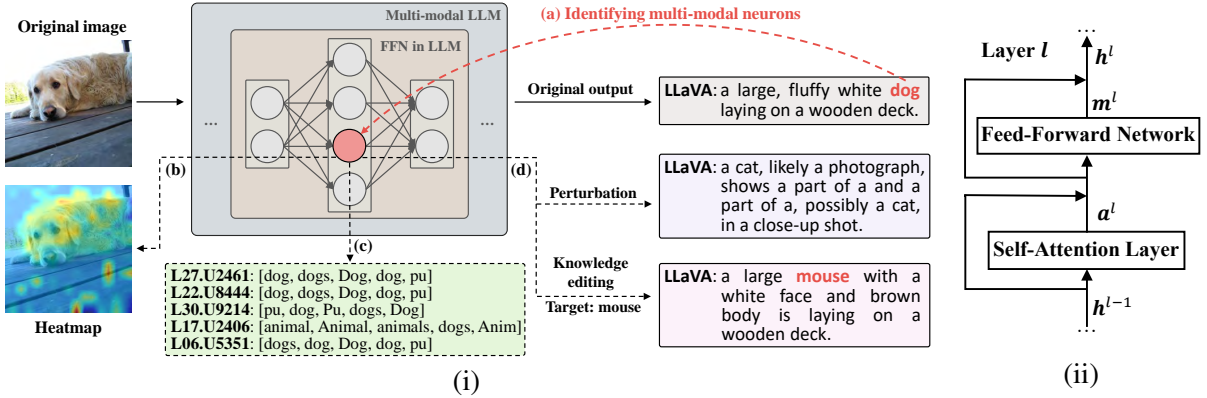 Original image
Multi-modal LLM
FFN in LLM
(a) Identifying multi-modal neurons
...
...
Original output
LLaVA: a large, fluffy white dog
laying on a wooden deck.
(b)
(d)
Perturbation
LLaVA: a cat, likely a photograph,
shows a part of a and a
part of a, possibly a cat,
in a close-up shot.
(c)
Heatmap
L27.U2461: [dog, dogs, Dog, dog, pu]
L22.U8444: [dog, dogs, Dog, dog, pu]
L30.U9214: [pu, dog, Pu, dogs, Dog]
L17.U2406: [animal, Animal, animals, dogs, Anim]
L06.U5351: [dogs, dog, Dog, dog, pu]
Knowledge
editing
Target: mouse
LLaVA: a large mouse with a
white face and brown
body is laying on a
wooden deck.
(i)
...
Layer l
h^l
m^l
Feed-Forward Network
a^l
Self-Attention Layer
h^{l-1}
...
(ii)